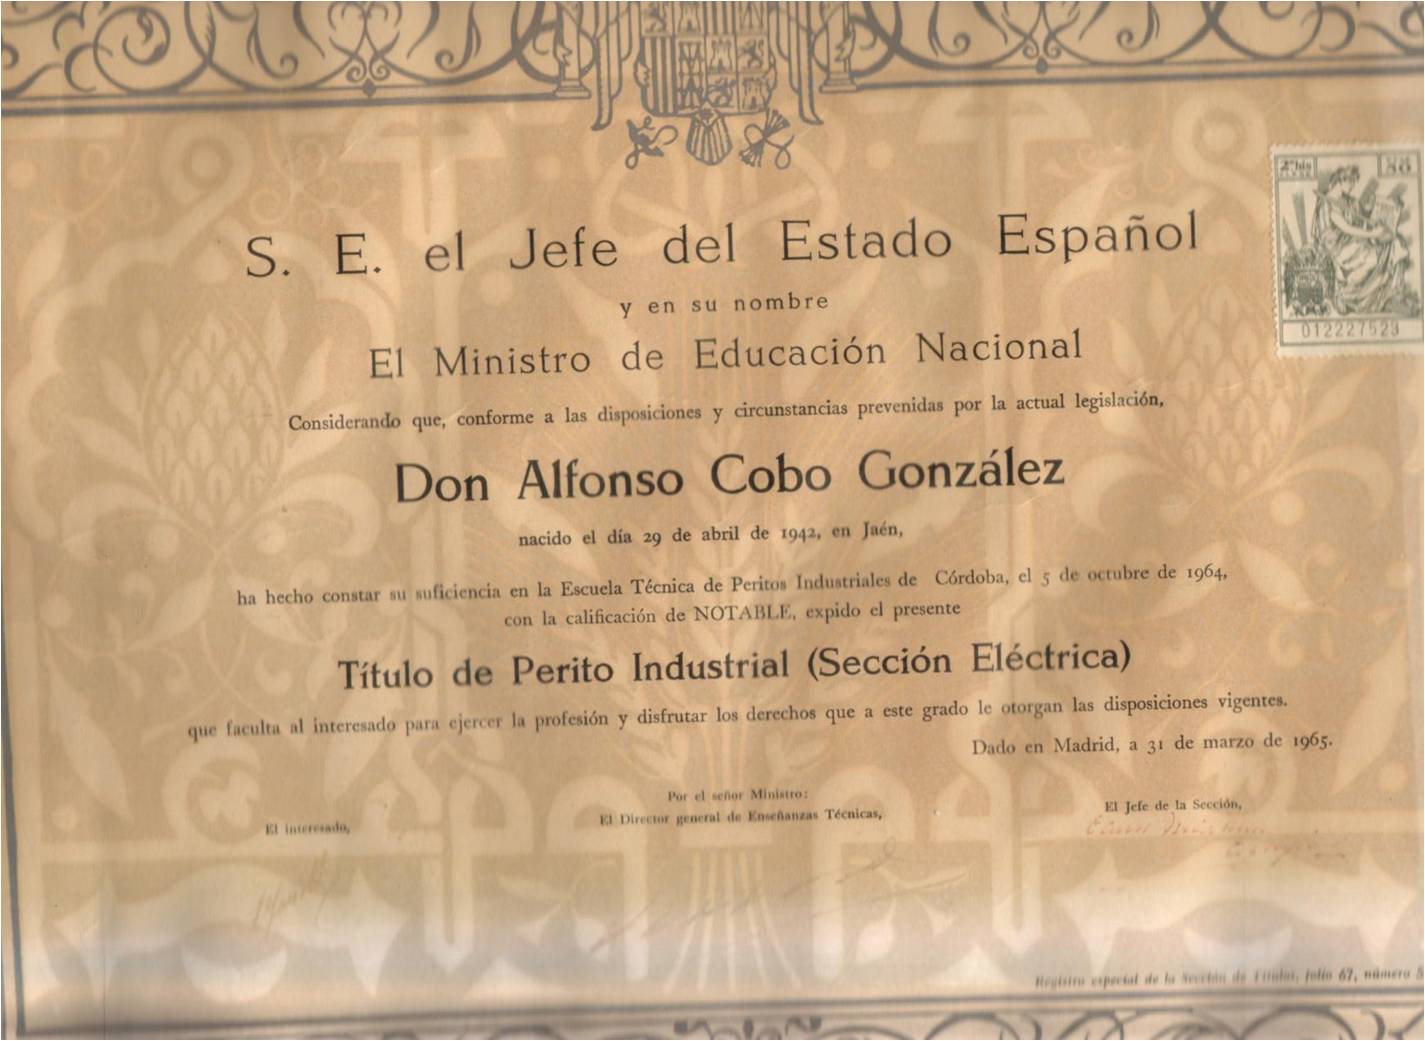 S. E. el Jefe del Estado Español
y en su nombre
El Ministro de Educación Nacional
Considerando que, conforme a las disposiciones y circunstancias prevenidas por la actual legislación,
Don Alfonso Cobo González
nacido el día 29 de abril de 1942, en Jaén,
ha hecho constar su suficiencia en la Escuela Técnica de Peritos Industriales de Córdoba, el 5 de octubre de 1964,
con la calificación de NOTABLE, expido el presente
Título de Perito Industrial (Sección Eléctrica)
que faculta al interesado para ejercer la profesión y disfrutar los derechos que a este grado le otorgan las disposiciones vigentes.
Dado en Madrid, a 31 de marzo de 1965.
Por el señor Ministro:
El Director general de Enseñanzas Técnicas,
El Jefe de la Sección,
El interesado,
Registro especial de la Sección de Títulos, folio 67, número
012227523